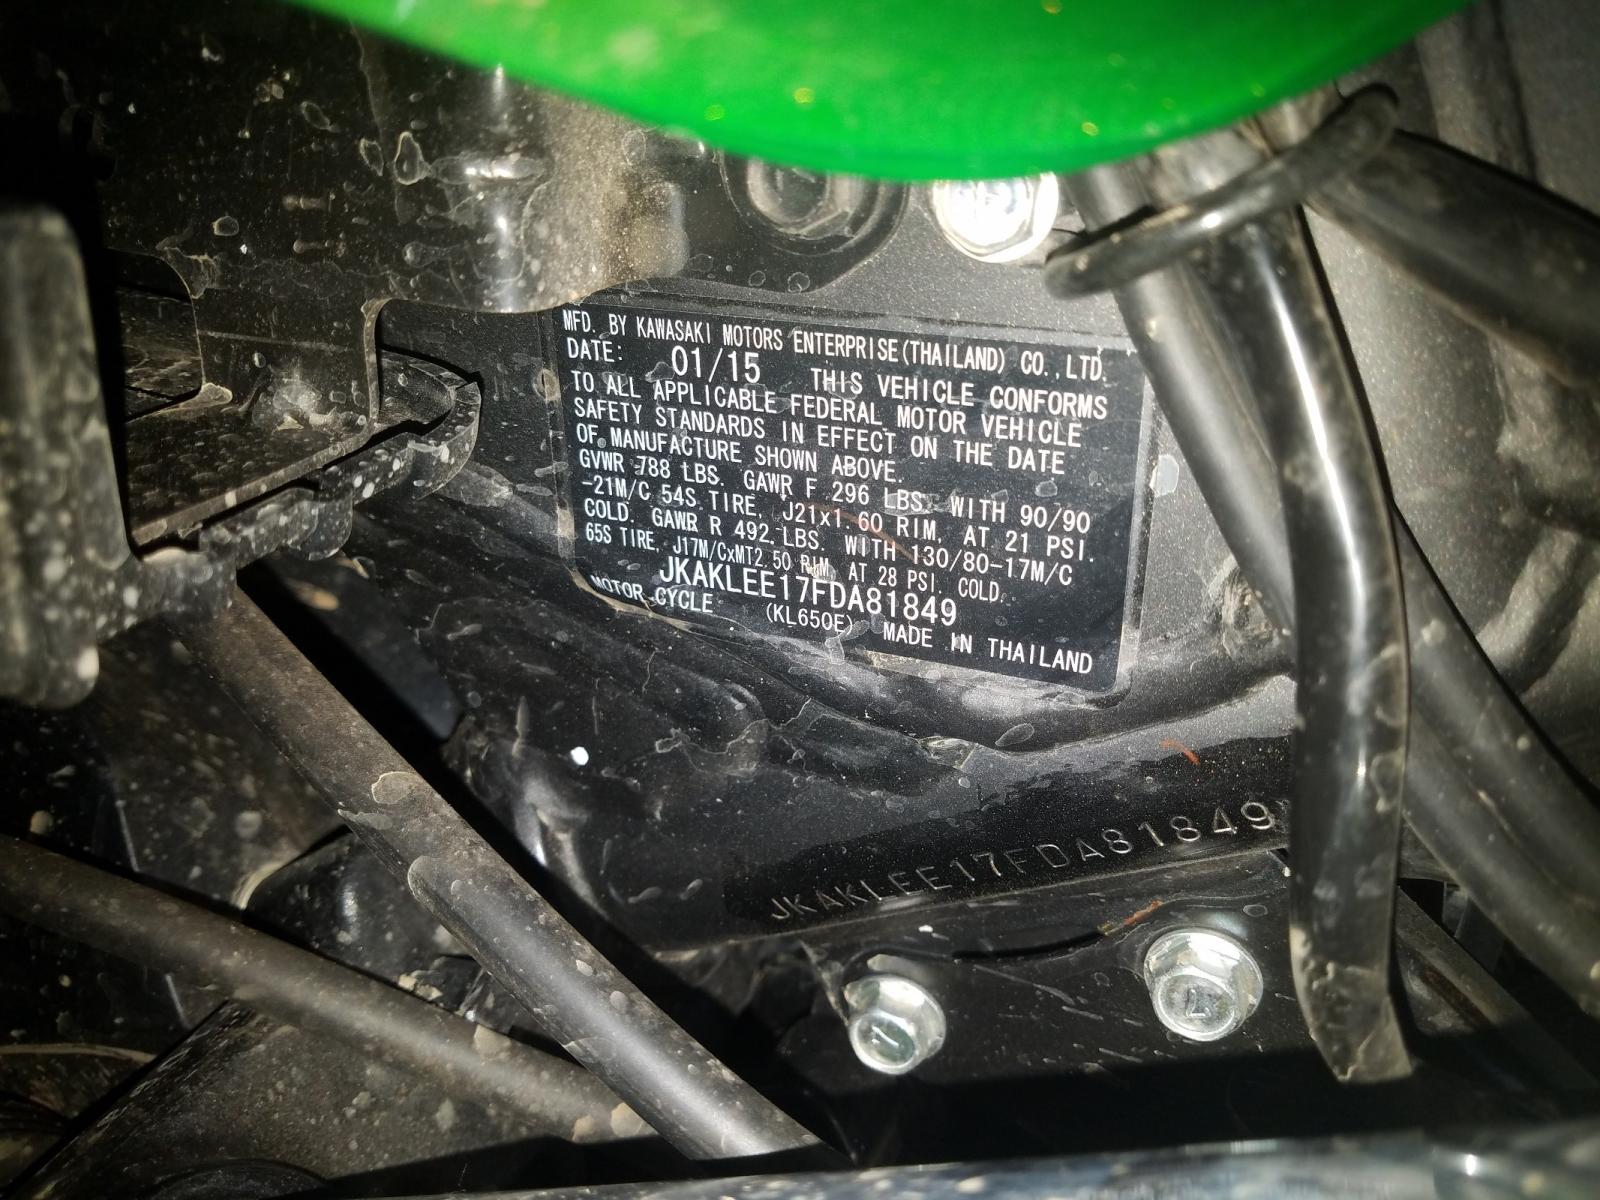 MFD. BY KAWASAKI MOTORS ENTERPRISE(THAILAND) CO.,LTD.
DATE: 01/15 THIS VEHICLE CONFORMS
TO ALL APPLICABLE FEDERAL MOTOR VEHICLE
SAFETY STANDARDS IN EFFECT ON THE DATE
OF MANUFACTURE SHOWN ABOVE.
GVWR 788 LBS. GAWR F 296 LBS. WITH 90/90
-21M/C 54S TIRE, J21x1.60 RIM, AT 21 PSI.
COLD. GAWR R 492 LBS. WITH 130/80-17M/C
65S TIRE, J17M/CxMT2.50 RIM, AT 28 PSI. COLD.
JKAKLEE17FDA81849
MOTOR CYCLE (KL650E) MADE IN THAILAND
JKAKLEE17FDA81849